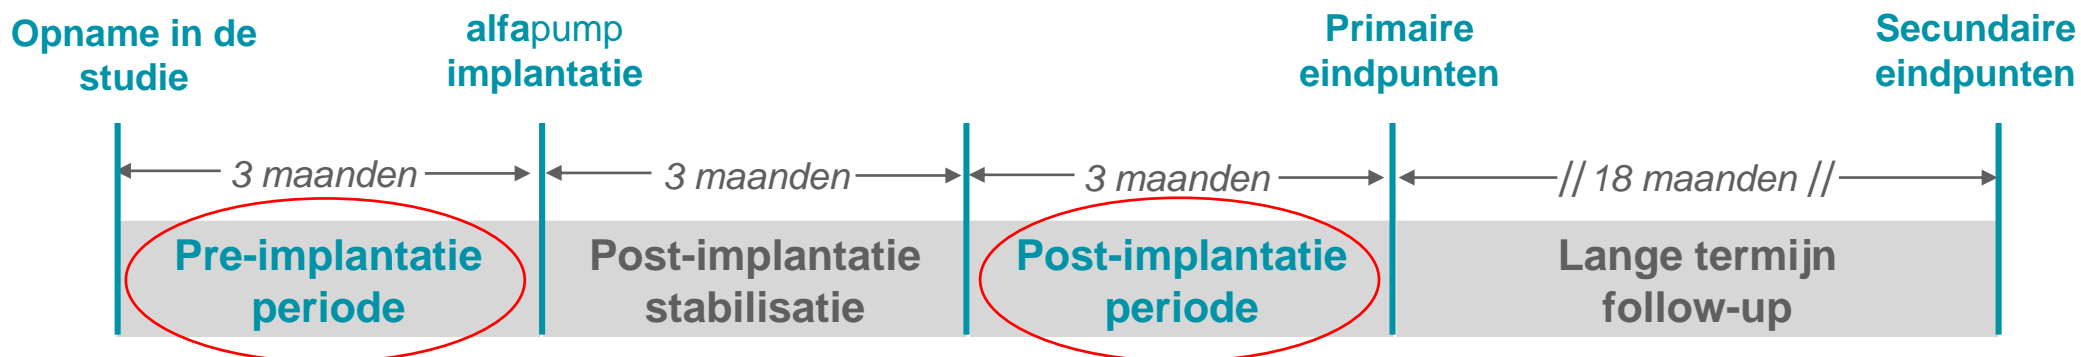 Opname in de
studie
alfapump
implantatie
Primaire
eindpunten
Secundaire
eindpunten
3 maanden
3 maanden
3 maanden
// 18 maanden //
Pre-implantatie
periode
Post-implantatie
stabilisatie
Post-implantatie
periode
Lange termijn
follow-up